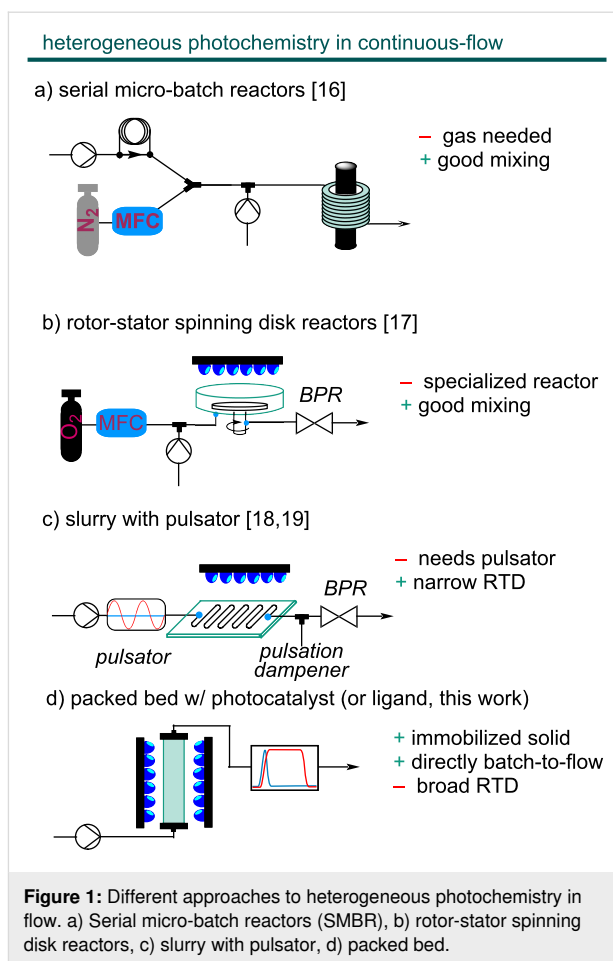 heterogeneous photochemistry in continuous-flow
a) serial micro-batch reactors [16]
− gas needed
+ good mixing
N2
MFC
b) rotor-stator spinning disk reactors [17]
BPR
− specialized reactor
+ good mixing
O2
MFC
c) slurry with pulsator [18,19]
− needs pulsator
+ narrow RTD
BPR
pulsator
pulsation
dampener
d) packed bed w/ photocatalyst (or ligand, this work)
+ immobilized solid
+ directly batch-to-flow
− broad RTD
Figure 1: Different approaches to heterogeneous photochemistry in
flow. a) Serial micro-batch reactors (SMBR), b) rotor-stator spinning
disk reactors, c) slurry with pulsator, d) packed bed.